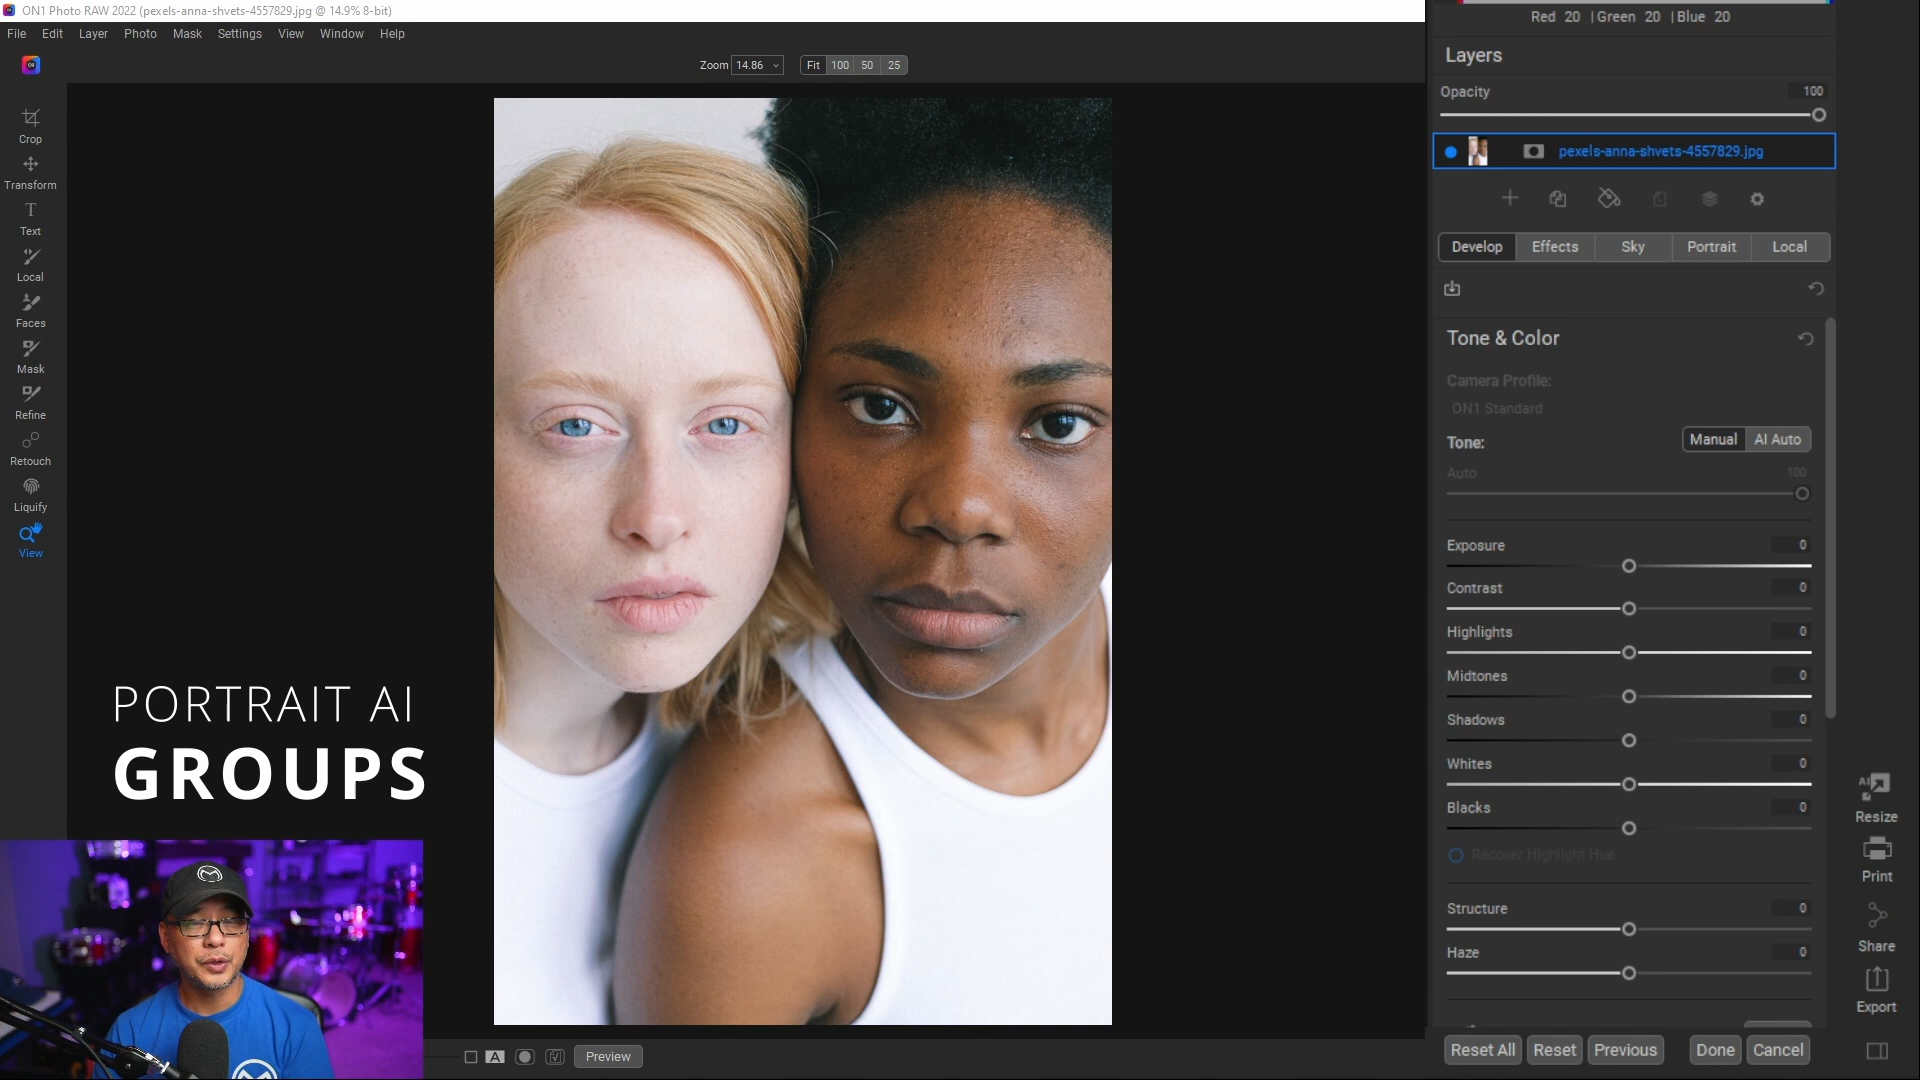 ON1 Photo RAW 2022 (pexels-anna-shvets-4557829.jpg @ 14.9% 8-bit)
File Edit Layer Photo Mask Settings View Window Help
Zoom 14.86 Fit 100 50 25
Crop
Transform
Text
Local
Faces
Mask
Refine
Retouch
Liquify
View
PORTRAIT AI
GROUPS
A
Preview
Red 20 | Green 20 | Blue 20
Layers
Opacity 100
pexels-anna-shvets-4557829.jpg
Develop Effects Sky Portrait Local
Tone & Color
Camera Profile:
ON1 Standard
Tone: Manual AI Auto
Auto 100
Exposure 0
Contrast 0
Highlights 0
Midtones 0
Shadows 0
Whites 0
Blacks 0
Recover Highlight Hue
Structure 0
Haze 0
Reset All Reset Previous Done Cancel
AI
Resize
Print
Share
Export